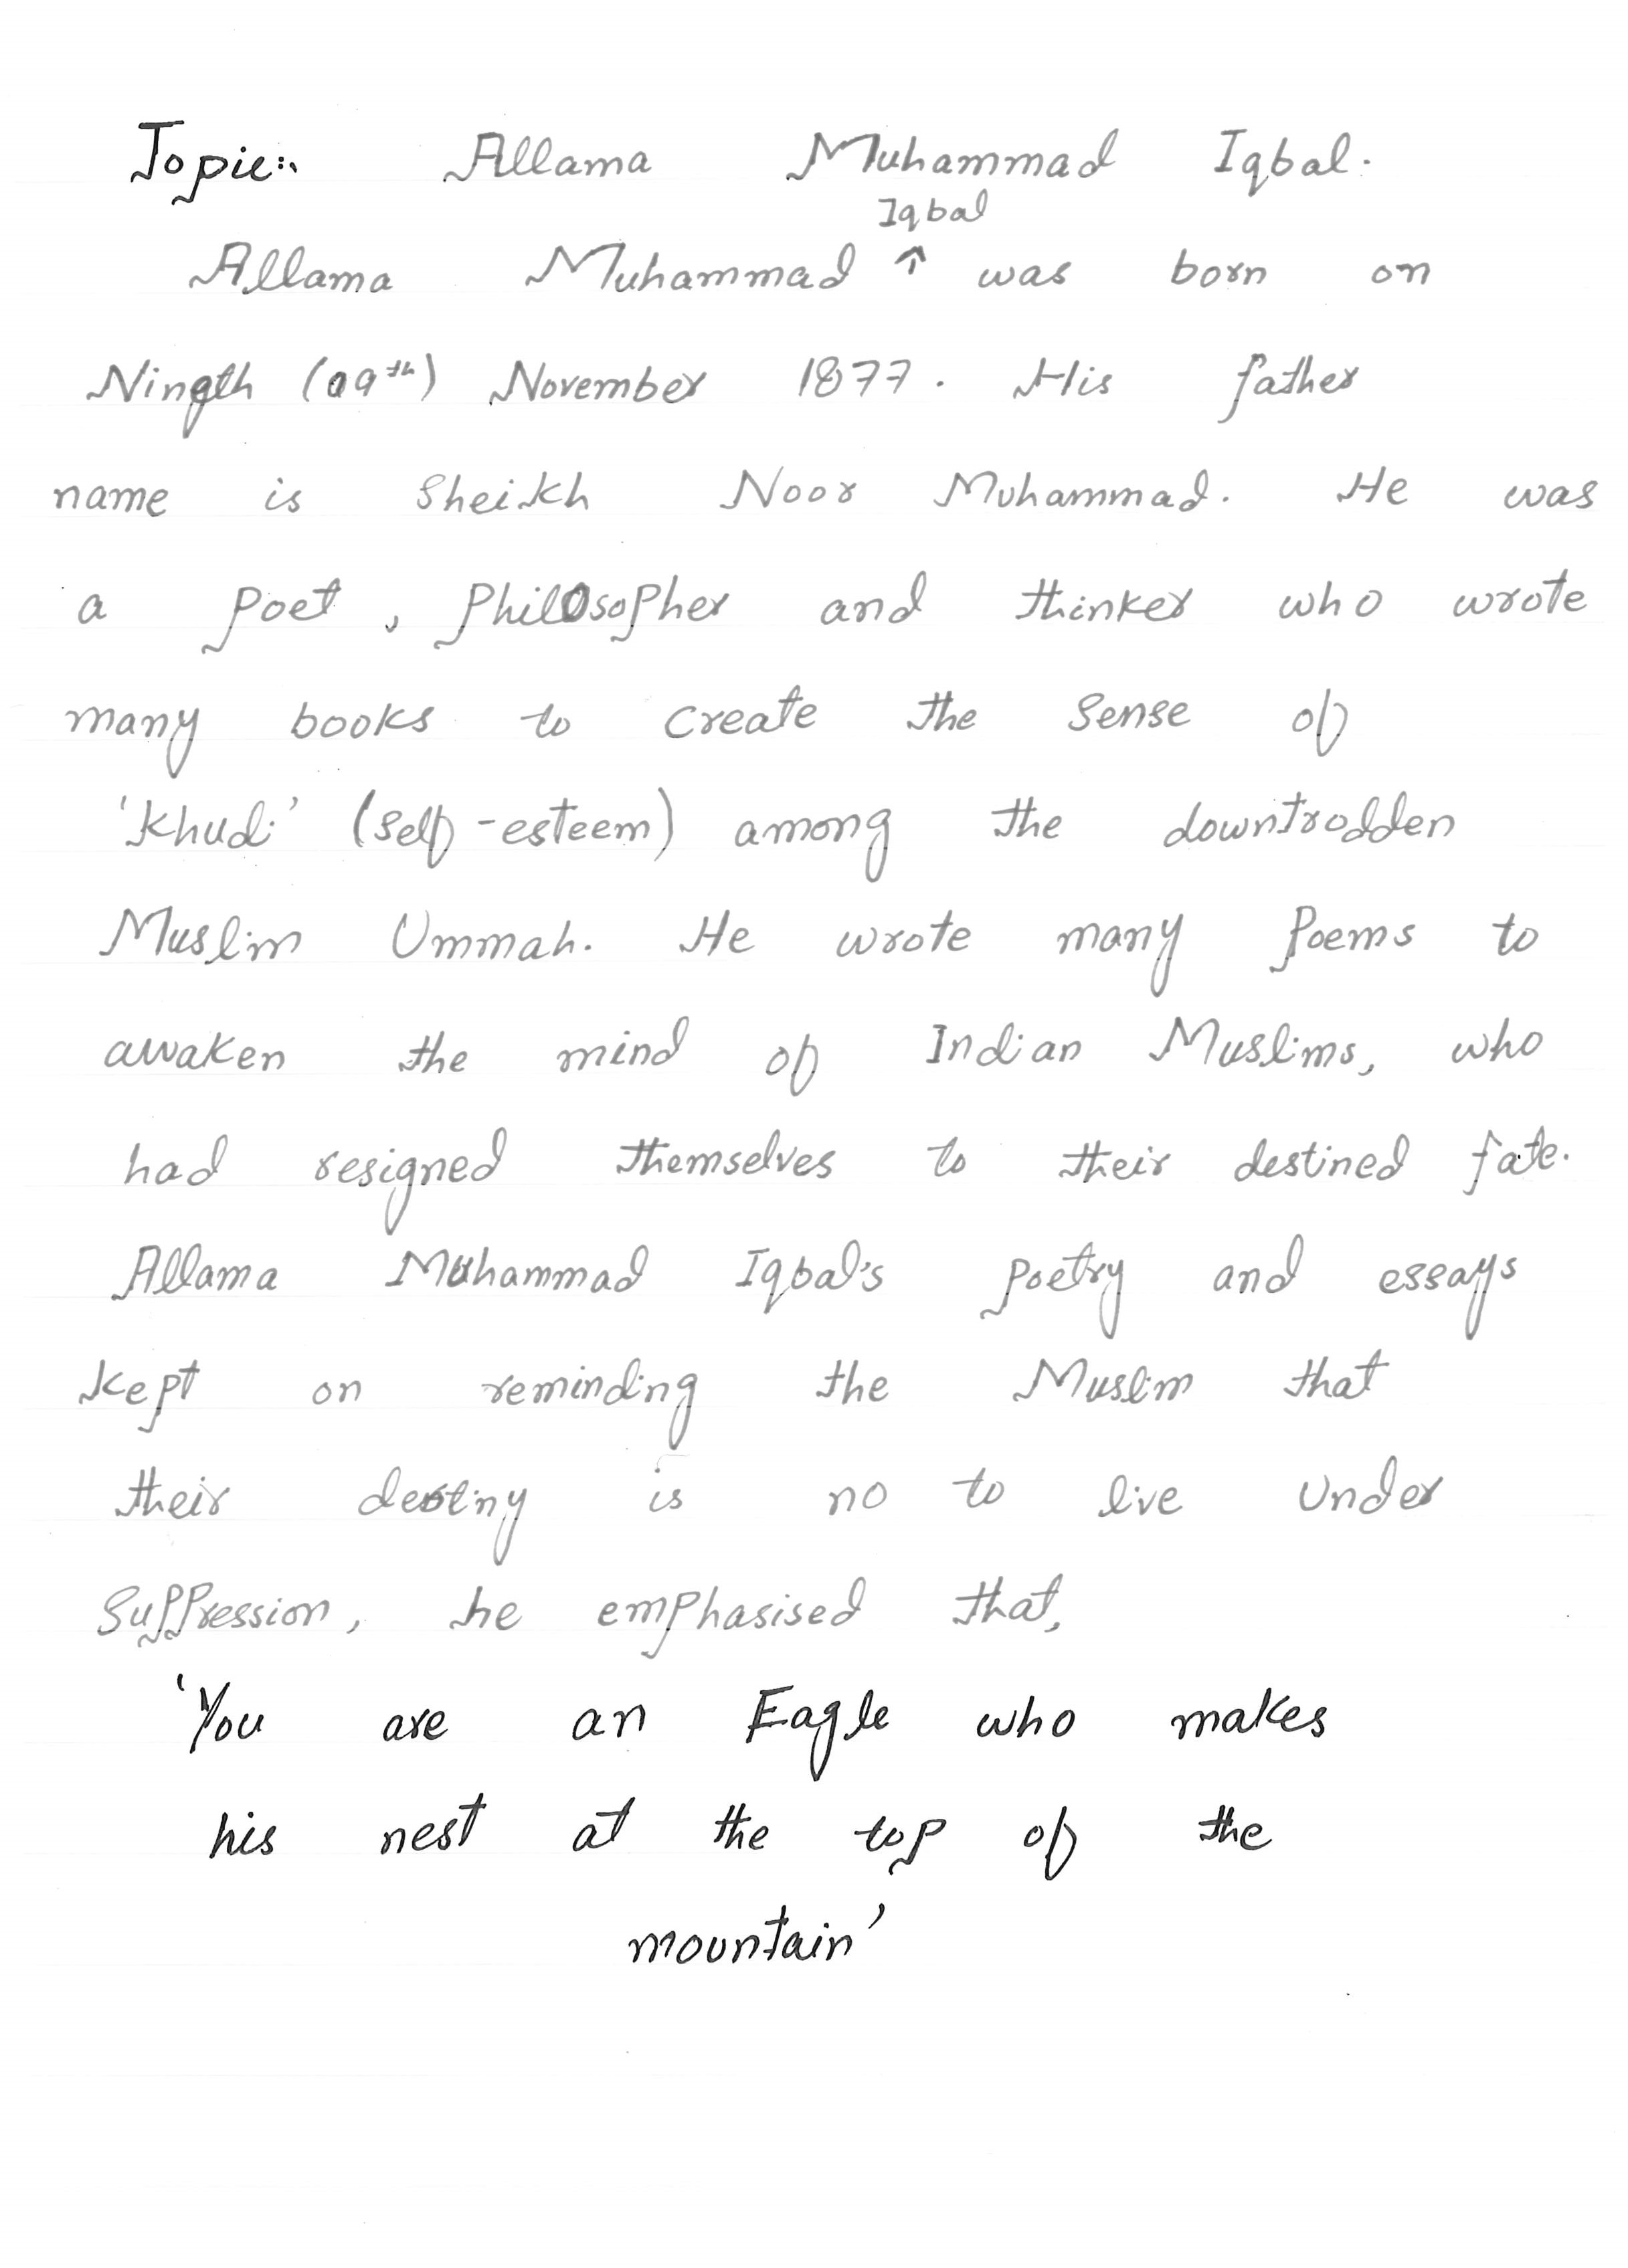 Topic:. Allama Muhammad Iqbal.
Iqbal
Allama Muhammad ↑ was born on
Ningth (09th) November 1877. His father
name is Sheikh Noor Muhammad. He was
a poet, philosopher and thinker who wrote
many books to create the sense of
'Khudi' (self-esteem) among the downtrodden
Muslim Ummah. He wrote many poems to
awaken the mind of Indian Muslims, who
had resigned themselves to their destined fate.
Allama Muhammad Iqbal's poetry and essays
kept on reminding the Muslim that
their destiny is no to live under
suppression, he emphasised that,
'You are an Eagle who makes
his nest at the top of the
mountain'